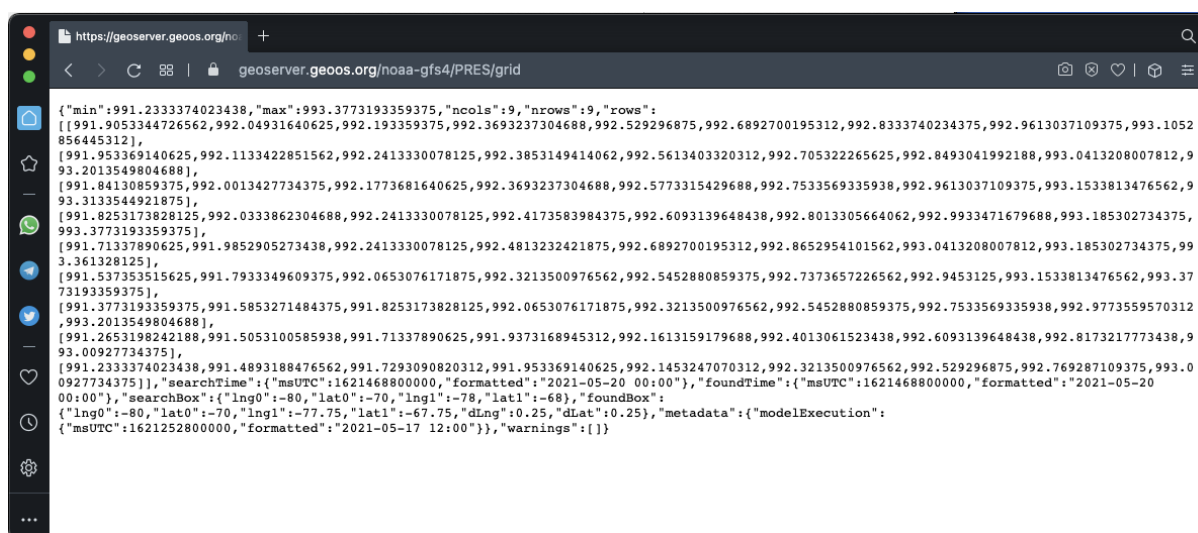 https://geoserver.geoos.org/noa
geoserver.geoos.org/noaa-gfs4/PRES/grid
{"min":991.2333374023438,"max":993.3773193359375,"ncols":9,"nrows":9,"rows":
[[991.9053344726562,992.04931640625,992.193359375,992.3693237304688,992.529296875,992.6892700195312,992.8333740234375,992.9613037109375,993.1052
856445312],
[991.953369140625,992.1133422851562,992.2413330078125,992.3853149414062,992.5613403320312,992.705322265625,992.8493041992188,993.0413208007812,9
93.2013549804688],
[991.84130859375,992.0013427734375,992.1773681640625,992.3693237304688,992.5773315429688,992.7533569335938,992.9613037109375,993.1533813476562,9
93.3133544921875],
[991.8253173828125,992.0333862304688,992.2413330078125,992.4173583984375,992.6093139648438,992.8013305664062,992.9933471679688,993.185302734375,
993.3773193359375],
[991.71337890625,991.9852905273438,992.2413330078125,992.4813232421875,992.6892700195312,992.8652954101562,993.0413208007812,993.185302734375,99
3.361328125],
[991.537353515625,991.7933349609375,992.0653076171875,992.3213500976562,992.5452880859375,992.7373657226562,992.9453125,993.1533813476562,993.37
73193359375],
[991.3773193359375,991.5853271484375,991.8253173828125,992.0653076171875,992.3213500976562,992.5452880859375,992.7533569335938,992.9773559570312
,993.2013549804688],
[991.2653198242188,991.5053100585938,991.71337890625,991.9373168945312,992.1613159179688,992.4013061523438,992.6093139648438,992.8173217773438,9
93.00927734375],
[991.2333374023438,991.4893188476562,991.7293090820312,991.953369140625,992.1453247070312,992.3213500976562,992.529296875,992.769287109375,993.0
0927734375]],"searchTime":{"msUTC":1621468800000,"formatted":"2021-05-20 00:00"},"foundTime":{"msUTC":1621468800000,"formatted":"2021-05-20
00:00"},"searchBox":{"lng0":-80,"lat0":-70,"lng1":-78,"lat1":-68},"foundBox":
{"lng0":-80,"lat0":-70,"lng1":-77.75,"lat1":-67.75,"dLng":0.25,"dLat":0.25},"metadata":{"modelExecution":
{"msUTC":1621252800000,"formatted":"2021-05-17 12:00"}},"warnings":[]}